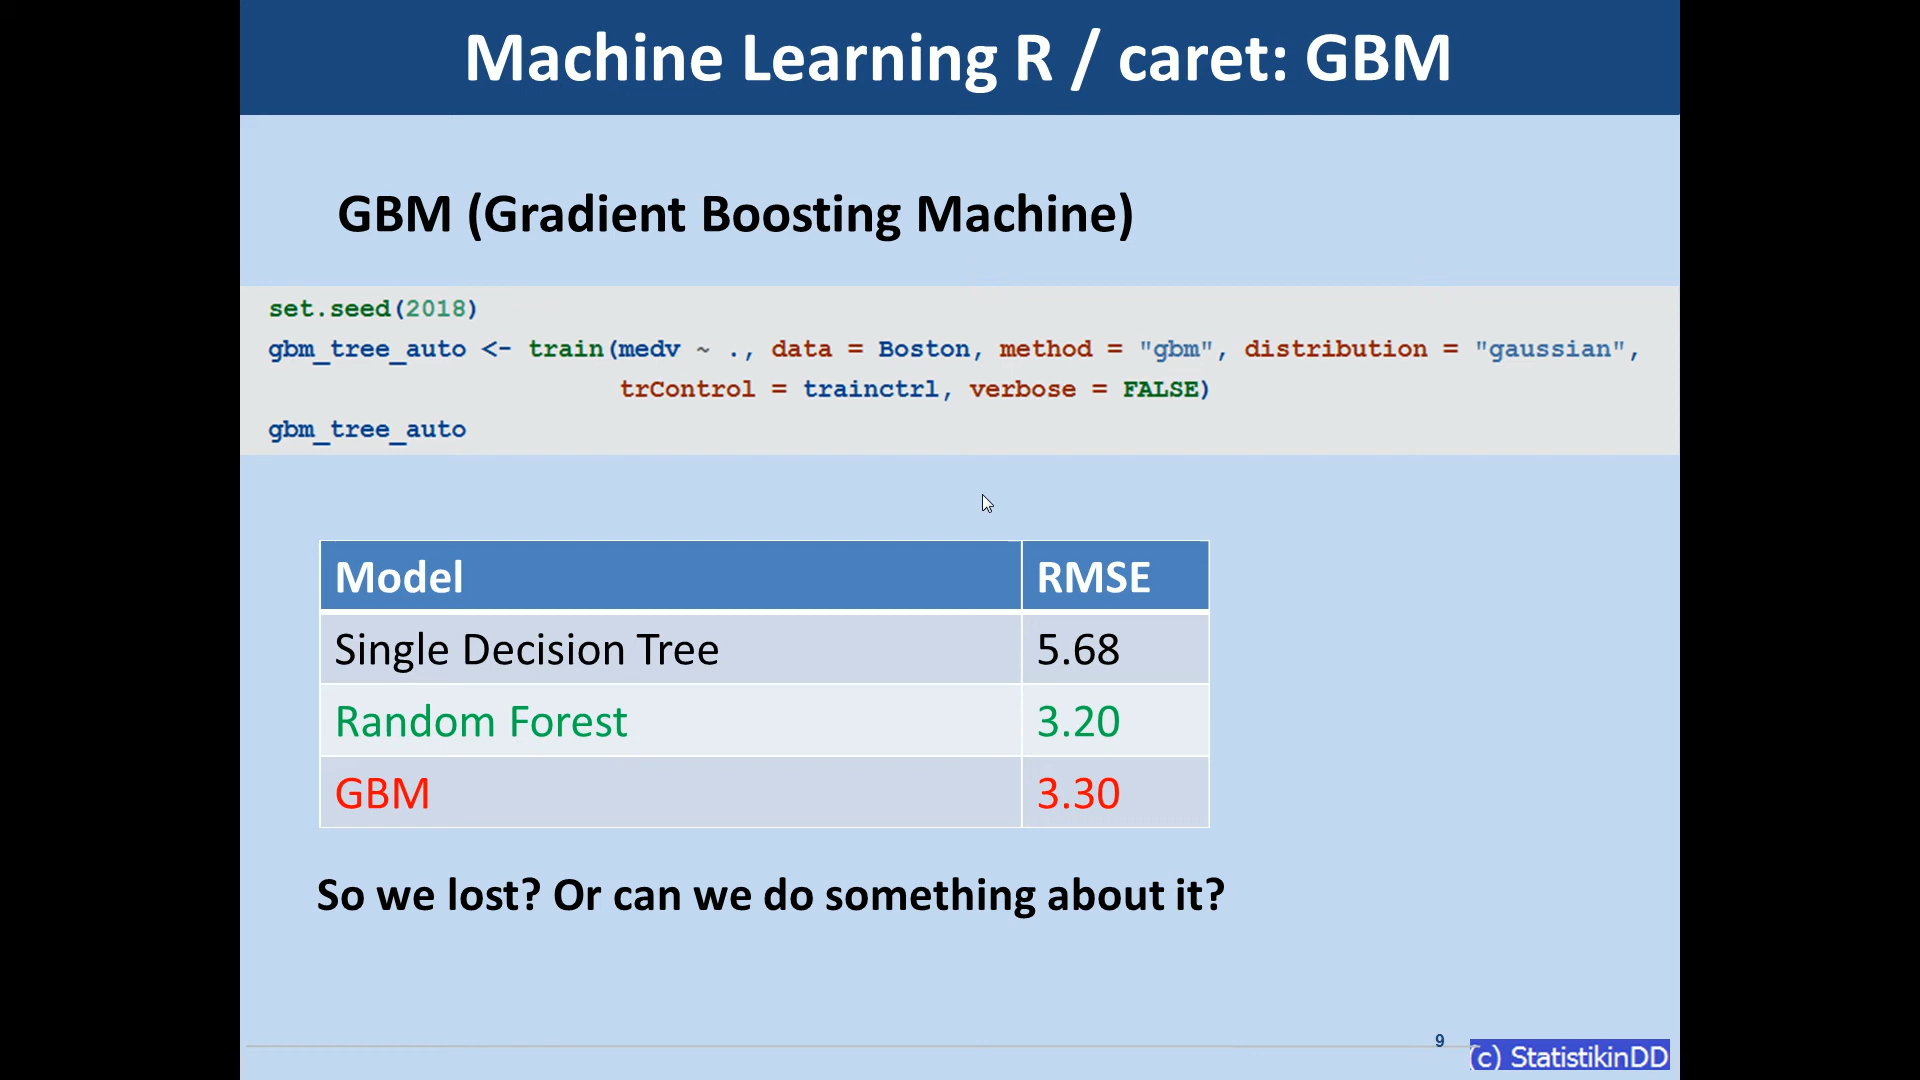 Machine Learning R / caret: GBM
GBM (Gradient Boosting Machine)
set.seed(2018)
gbm_tree_auto <- train(medv ~ ., data = Boston, method = "gbm", distribution = "gaussian",
trControl = trainctrl, verbose = FALSE)
gbm_tree_auto
Model RMSE
Single Decision Tree 5.68
Random Forest 3.20
GBM 3.30
So we lost? Or can we do something about it?
9
(c) StatistikinDD